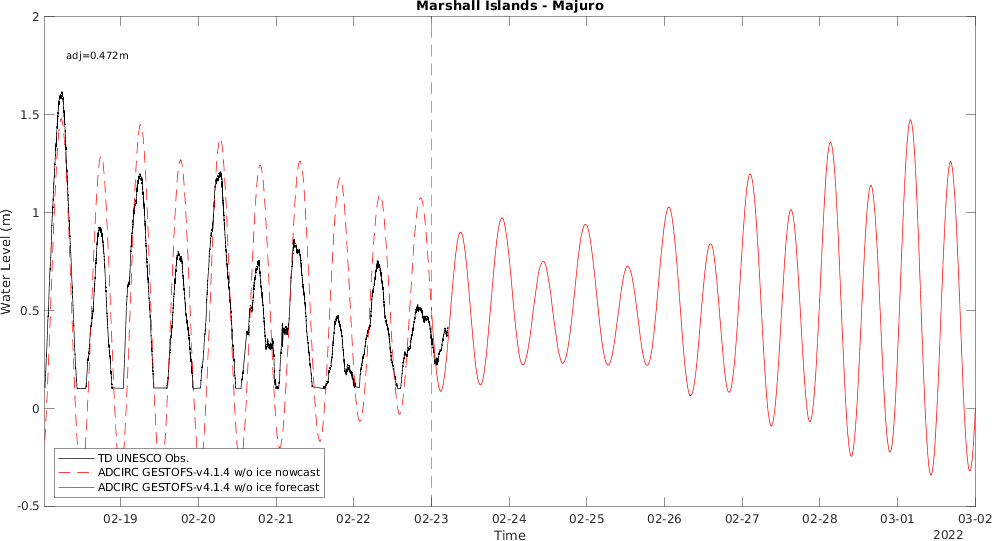 Marshall Islands - Majuro
adj=0.472m
Water Level (m)
2
1.5
1
0.5
0
-0.5
TD UNESCO Obs.
ADCIRC GESTOFS-v4.1.4 w/o ice nowcast
ADCIRC GESTOFS-v4.1.4 w/o ice forecast
02-19 02-20 02-21 02-22 02-23 02-24 02-25 02-26 02-27 02-28 03-01 03-02
Time
2022